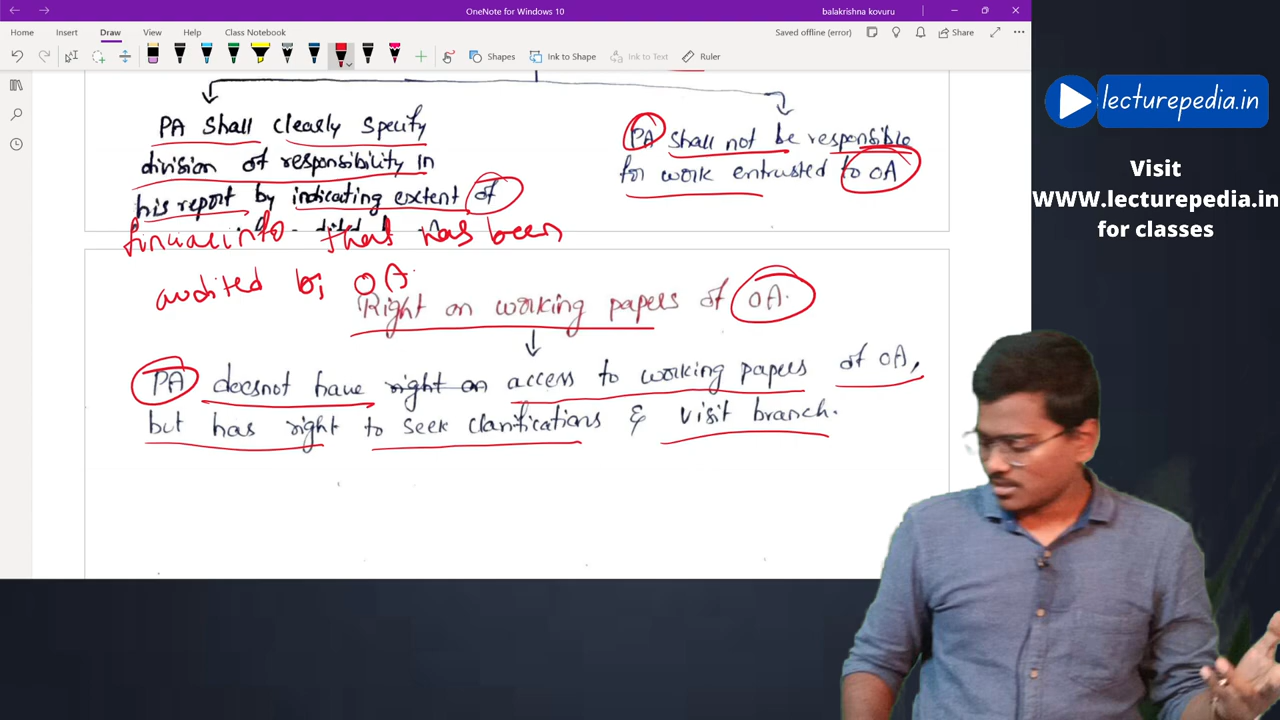 OneNote for Windows 10
balakrishna kovuru
Home Insert Draw View Help Class Notebook
Saved offline (error) Share
Shapes Ink to Shape Ink to Text Ruler
PA Shall Clearly Specify
division of responsibility in
his report by indicating extent of
financial info that has been
audited by OA.
PA shall not be responsible
for work entrusted to OA
Right on working papers of OA.
PA doesnot have right on access to working papers of OA,
but has right to seek clarifications & visit branch.
lecturepedia.in
Visit
www.lecturepedia.in
for classes